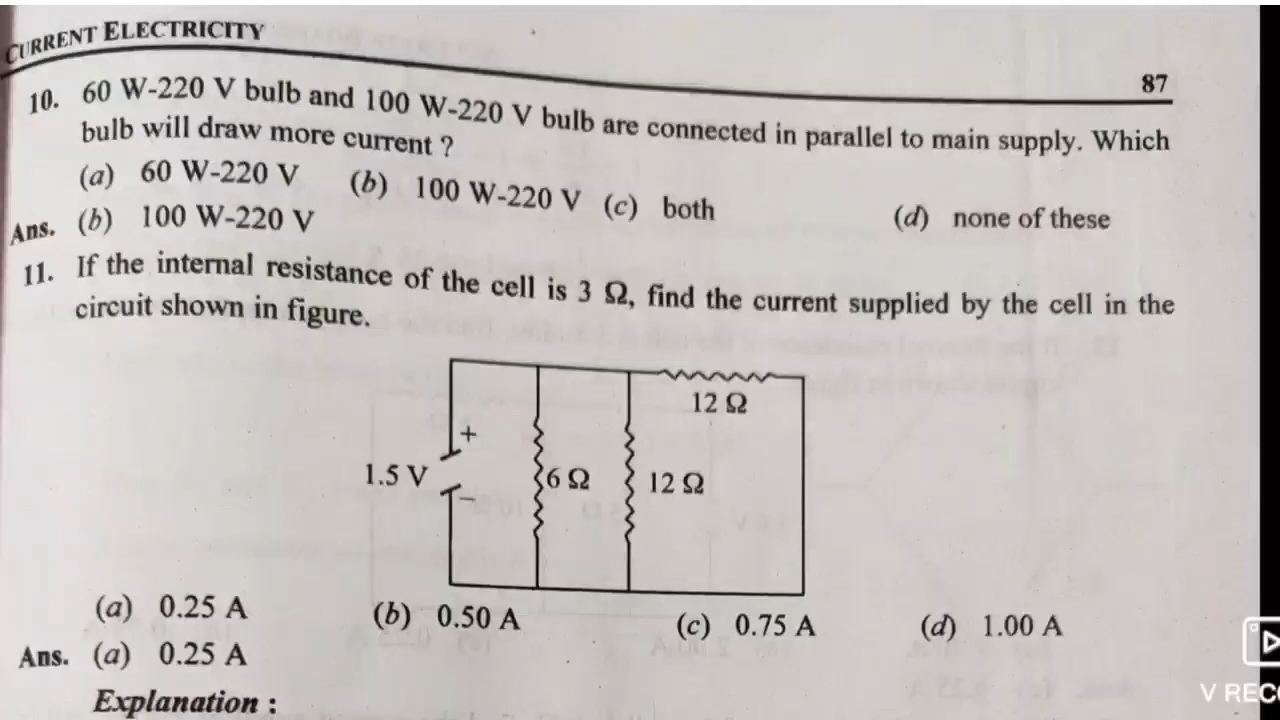 CURRENT ELECTRICITY
87
10. 60 W-220 V bulb and 100 W-220 V bulb are connected in parallel to main supply. Which
bulb will draw more current ?
(a) 60 W-220 V (b) 100 W-220 V (c) both (d) none of these
Ans. (b) 100 W-220 V
11. If the internal resistance of the cell is 3 Ω, find the current supplied by the cell in the
circuit shown in figure.
12 Ω
+
1.5 V
6 Ω
12 Ω
−
(a) 0.25 A (b) 0.50 A (c) 0.75 A (d) 1.00 A
Ans. (a) 0.25 A
Explanation :